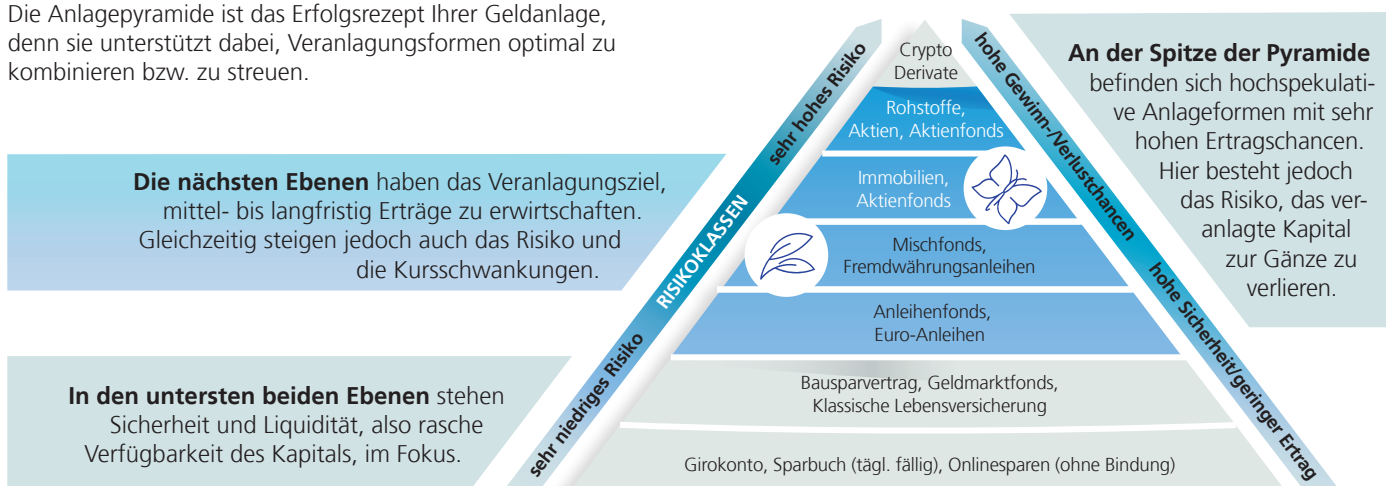 Die Anlagepyramide ist das Erfolgsrezept Ihrer Geldanlage,
denn sie unterstützt dabei, Veranlagungsformen optimal zu
kombinieren bzw. zu streuen.
Die nächsten Ebenen haben das Veranlagungsziel,
mittel- bis langfristig Erträge zu erwirtschaften.
Gleichzeitig steigen jedoch auch das Risiko und
die Kursschwankungen.
In den untersten beiden Ebenen stehen
Sicherheit und Liquidität, also rasche
Verfügbarkeit des Kapitals, im Fokus.
sehr hohes Risiko
RISIKOKLASSEN
sehr niedriges Risiko
Crypto
Derivate
Rohstoffe,
Aktien, Aktienfonds
Immobilien,
Aktienfonds
Mischfonds,
Fremdwährungsanleihen
Anleihenfonds,
Euro-Anleihen
Bausparvertrag, Geldmarktfonds,
Klassische Lebensversicherung
Girokonto, Sparbuch (tägl. fällig), Onlinesparen (ohne Bindung)
hohe Gewinn-/Verlustchancen
hohe Sicherheit/geringer Ertrag
An der Spitze der Pyramide
befinden sich hochspekulati-
ve Anlageformen mit sehr
hohen Ertragschancen.
Hier besteht jedoch
das Risiko, das ver-
anlagte Kapital
zur Gänze zu
verlieren.